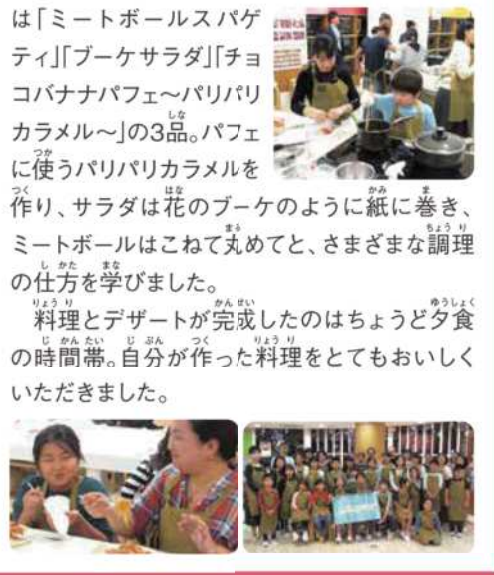 は「ミートボールスパゲ
ティ」「ブーケサラダ」「チョ
コバナナパフェ～パリパリ
カラメル～」の3品。パフェ
に使うパリパリカラメルを
作り、サラダは花のブーケのように紙に巻き、
ミートボールはこねて丸めてと、さまざまな調理
の仕方を学びました。
料理とデザートが完成したのはちょうど夕食
の時間帯。自分が作った料理をとてもおいしく
いただきました。